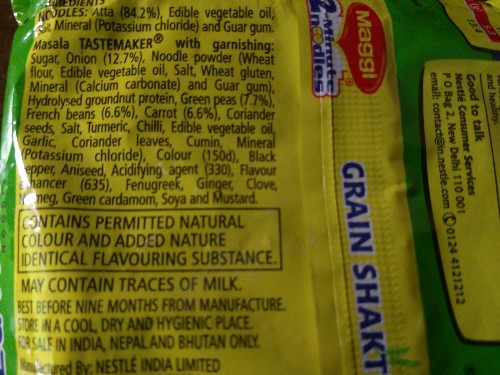 INGREDIENTS
NOODLES: Atta (84.2%), Edible vegetable oil,
Salt, Mineral (Potassium chloride) and Guar gum.
Masala TASTEMAKER® with garnishing:
Sugar, Onion (12.7%), Noodle powder (Wheat
flour, Edible vegetable oil, Salt, Wheat gluten,
Mineral (Calcium carbonate) and Guar gum),
Hydrolysed groundnut protein, Green peas (7.7%),
French beans (6.6%), Carrot (6.6%), Coriander
seeds, Salt, Turmeric, Chilli, Edible vegetable oil,
Garlic, Coriander leaves, Cumin, Mineral
(Potassium chloride), Colour (150d), Black
pepper, Aniseed, Acidifying agent (330), Flavour
enhancer (635), Fenugreek, Ginger, Clove,
Nutmeg, Green cardamom, Soya and Mustard.
CONTAINS PERMITTED NATURAL
COLOUR AND ADDED NATURE
IDENTICAL FLAVOURING SUBSTANCE.
MAY CONTAIN TRACES OF MILK.
BEST BEFORE NINE MONTHS FROM MANUFACTURE.
STORE IN A COOL, DRY AND HYGIENIC PLACE.
FOR SALE IN INDIA, NEPAL AND BHUTAN ONLY.
Manufactured By: NESTLÉ INDIA LIMITED
Maggi
2-Minute
noodles
GRAIN SHAKT
and healthy
Good to talk
Nestlé Consumer Services
P O Bag 2, New Delhi 110 001
email: contact@in.nestle.com 0124 4121212